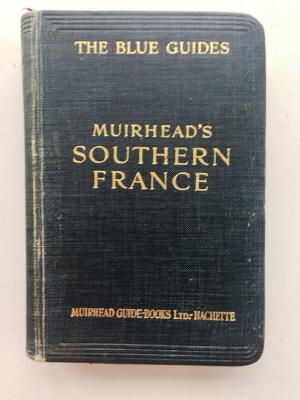 THE BLUE GUIDES
MUIRHEAD'S
SOUTHERN
FRANCE
MUIRHEAD GUIDE-BOOKS LTD.-HACHETTE